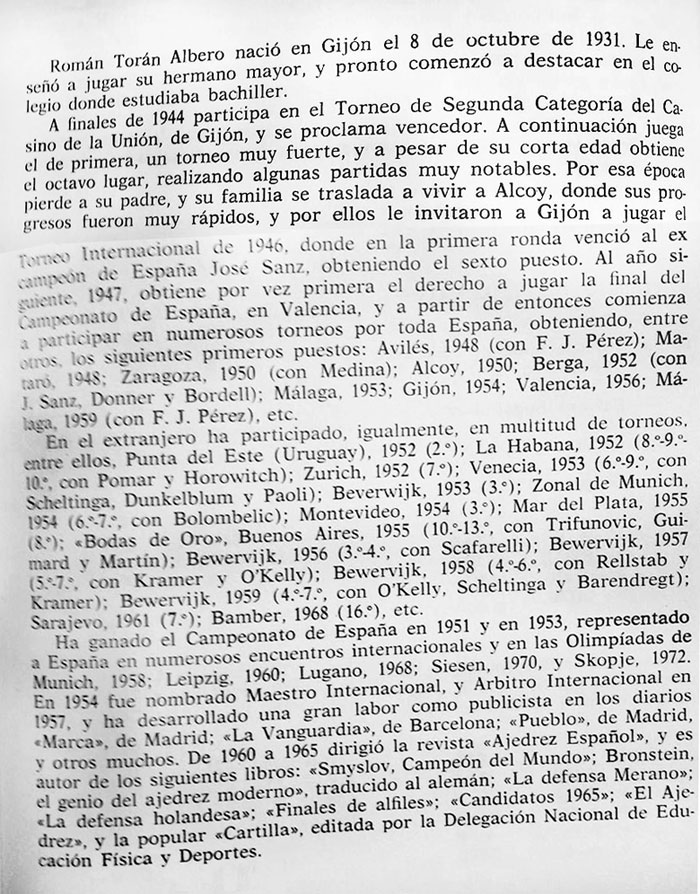 Román Torán Albero nació en Gijón el 8 de octubre de 1931. Le en-
señó a jugar su hermano mayor, y pronto comenzó a destacar en el co-
legio donde estudiaba bachiller.
A finales de 1944 participa en el Torneo de Segunda Categoría del Ca-
sino de la Unión, de Gijón, y se proclama vencedor. A continuación juega
el de primera, un torneo muy fuerte, y a pesar de su corta edad obtiene
el octavo lugar, realizando algunas partidas muy notables. Por esa época
pierde a su padre, y su familia se traslada a vivir a Alcoy, donde sus pro-
gresos fueron muy rápidos, y por ellos le invitaron a Gijón a jugar el
Torneo Internacional de 1946, donde en la primera ronda venció al ex
campeón de España José Sanz, obteniendo el sexto puesto. Al año si-
guiente, 1947, obtiene por vez primera el derecho a jugar la final del
Campeonato de España, en Valencia, y a partir de entonces comienza
a participar en numerosos torneos por toda España, obteniendo, entre
otros, los siguientes primeros puestos: Avilés, 1948 (con F. J. Pérez); Ma-
taró, 1948; Zaragoza, 1950 (con Medina); Alcoy, 1950; Berga, 1952 (con
J. Sanz, Donner y Bordell); Málaga, 1953; Gijón, 1954; Valencia, 1956; Má-
laga, 1959 (con F. J. Pérez), etc.
En el extranjero ha participado, igualmente, en multitud de torneos,
entre ellos, Punta del Este (Uruguay), 1952 (2.º); La Habana, 1952 (8.º-9.º-
10.º, con Pomar y Horowitch); Zurich, 1952 (7.º); Venecia, 1953 (6.º-9.º, con
Scheltinga, Dunkelblum y Paoli); Beverwijk, 1953 (3.º); Zonal de Munich,
1954 (6.º-7.º, con Bolombelic); Montevideo, 1954 (3.º); Mar del Plata, 1955
(8.º); «Bodas de Oro», Buenos Aires, 1955 (10.º-13.º, con Trifunovic, Gui-
mard y Martín); Bewervijk, 1956 (3.º-4.º, con Scafarelli); Bewervijk, 1957
(5.º-7.º, con Kramer y O'Kelly); Bewervijk, 1958 (4.º-6.º, con Rellstab y
Kramer); Bewervijk, 1959 (4.º-7.º, con O'Kelly, Scheltinga y Barendregt);
Sarajevo, 1961 (7.º); Bamber, 1968 (16.º), etc.
Ha ganado el Campeonato de España en 1951 y en 1953, representado
a España en numerosos encuentros internacionales y en las Olimpíadas de
Munich, 1958; Leipzig, 1960; Lugano, 1968; Siesen, 1970, y Skopje, 1972.
En 1954 fue nombrado Maestro Internacional, y Arbitro Internacional en
1957, y ha desarrollado una gran labor como publicista en los diarios
«Marca», de Madrid; «La Vanguardia», de Barcelona; «Pueblo», de Madrid,
y otros muchos. De 1960 a 1965 dirigió la revista «Ajedrez Español», y es
autor de los siguientes libros: «Smyslov, Campeón del Mundo»; Bronstein,
el genio del ajedrez moderno», traducido al alemán; «La defensa Merano»;
«La defensa holandesa»; «Finales de alfiles»; «Candidatos 1965»; «El Aje-
drez», y la popular «Cartilla», editada por la Delegación Nacional de Edu-
cación Física y Deportes.